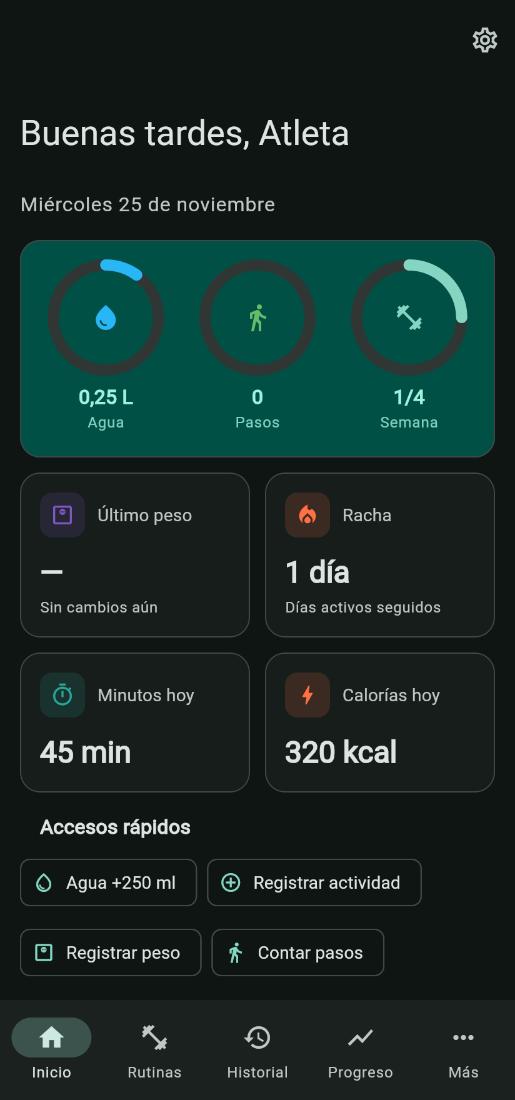 Buenas tardes, Atleta
Miércoles 25 de noviembre
0,25 L
Agua
0
Pasos
1/4
Semana
Último peso
—
Sin cambios aún
Racha
1 día
Días activos seguidos
Minutos hoy
45 min
Calorías hoy
320 kcal
Accesos rápidos
Agua +250 ml
Registrar actividad
Registrar peso
Contar pasos
Inicio
Rutinas
Historial
Progreso
Más